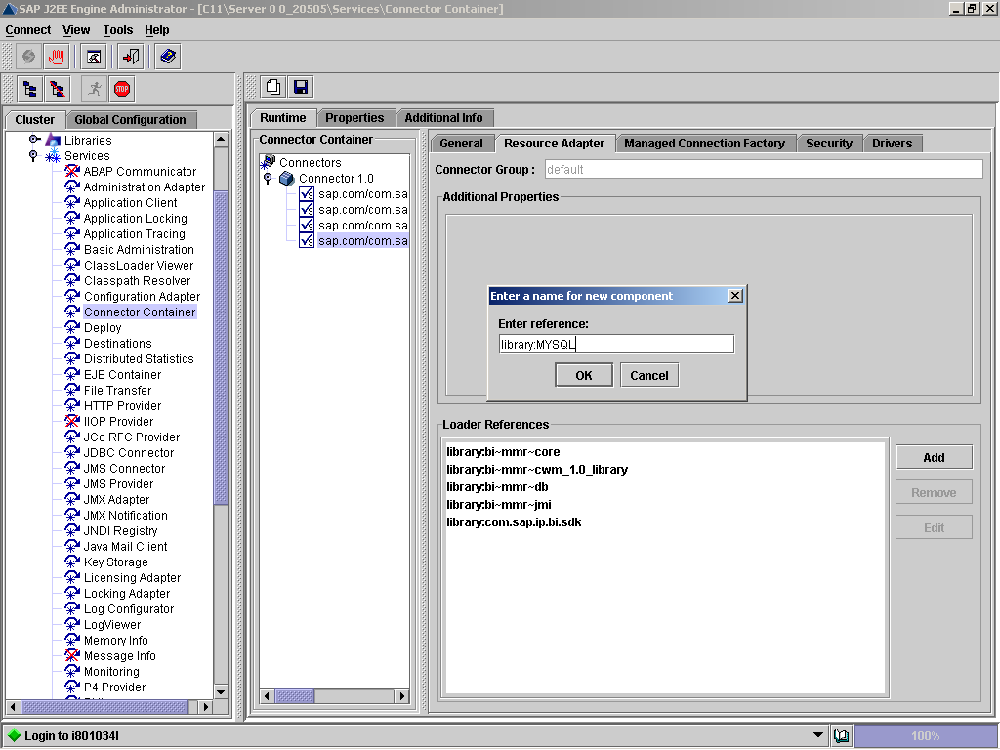 SAP J2EE Engine Administrator - [C11\Server 0 0_20505\Services\Connector Container]
Connect View Tools Help
STOP
Cluster Global Configuration
Libraries
Services
ABAP Communicator
Administration Adapter
Application Client
Application Locking
Application Tracing
Basic Administration
ClassLoader Viewer
Classpath Resolver
Configuration Adapter
Connector Container
Deploy
Destinations
Distributed Statistics
EJB Container
File Transfer
HTTP Provider
IIOP Provider
JCo RFC Provider
JDBC Connector
JMS Connector
JMS Provider
JMX Adapter
JMX Notification
JNDI Registry
Java Mail Client
Key Storage
Licensing Adapter
Locking Adapter
Log Configurator
LogViewer
Memory Info
Message Info
Monitoring
P4 Provider
Runtime Properties Additional Info
Connector Container
Connectors
Connector 1.0
sap.com/com.sa
sap.com/com.sa
sap.com/com.sa
sap.com/com.sa
General Resource Adapter Managed Connection Factory Security Drivers
Connector Group : default
Additional Properties
Enter a name for new component
Enter reference:
library:MYSQL
OK Cancel
Loader References
library:bi~mmr~core
library:bi~mmr~cwm_1.0_library
library:bi~mmr~db
library:bi~mmr~jmi
library:com.sap.ip.bi.sdk
Add
Remove
Edit
Login to i801034l 100%